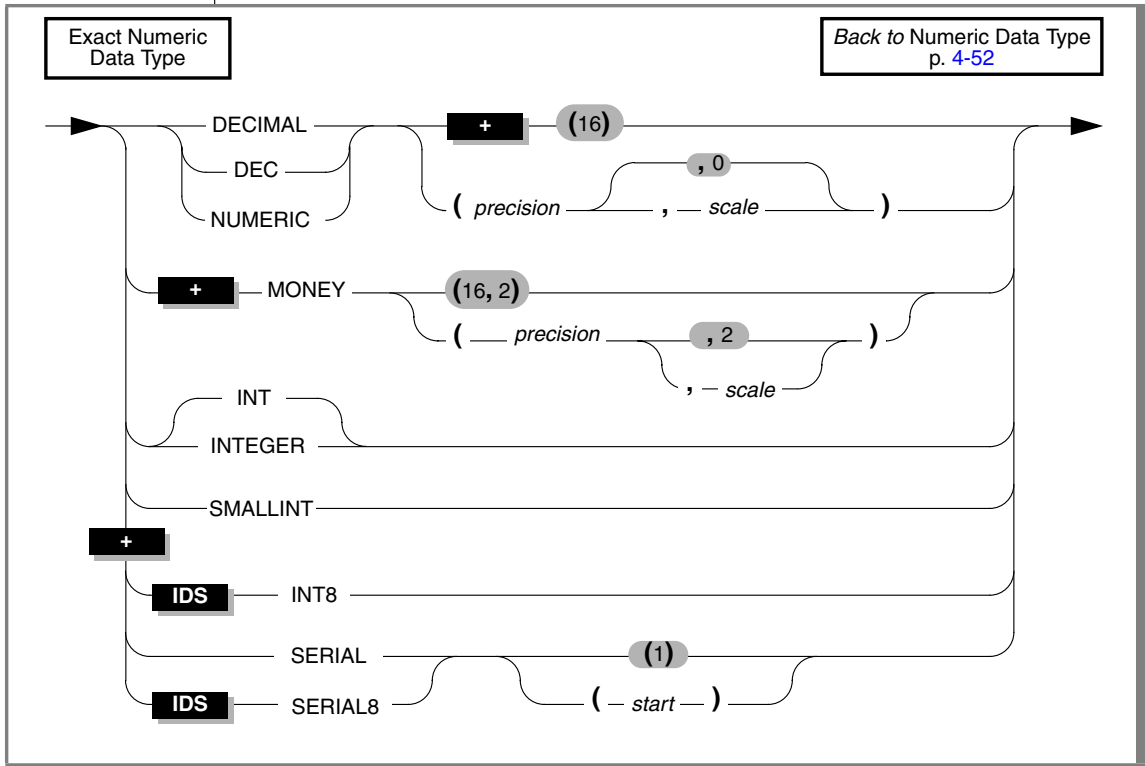 Exact Numeric
Data Type
Back to Numeric Data Type
p. 4-52
DECIMAL + (16)
DEC , 0
NUMERIC ( precision , scale )
+ MONEY (16, 2)
( precision , 2 )
, scale
INT
INTEGER
SMALLINT
+
IDS INT8
SERIAL (1)
IDS SERIAL8 ( start )